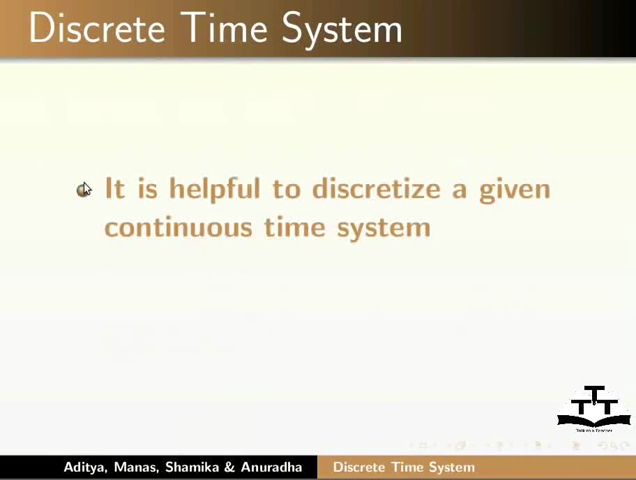 Discrete Time System
It is helpful to discretize a given
continuous time system
Aditya, Manas, Shamika & Anuradha
Discrete Time System